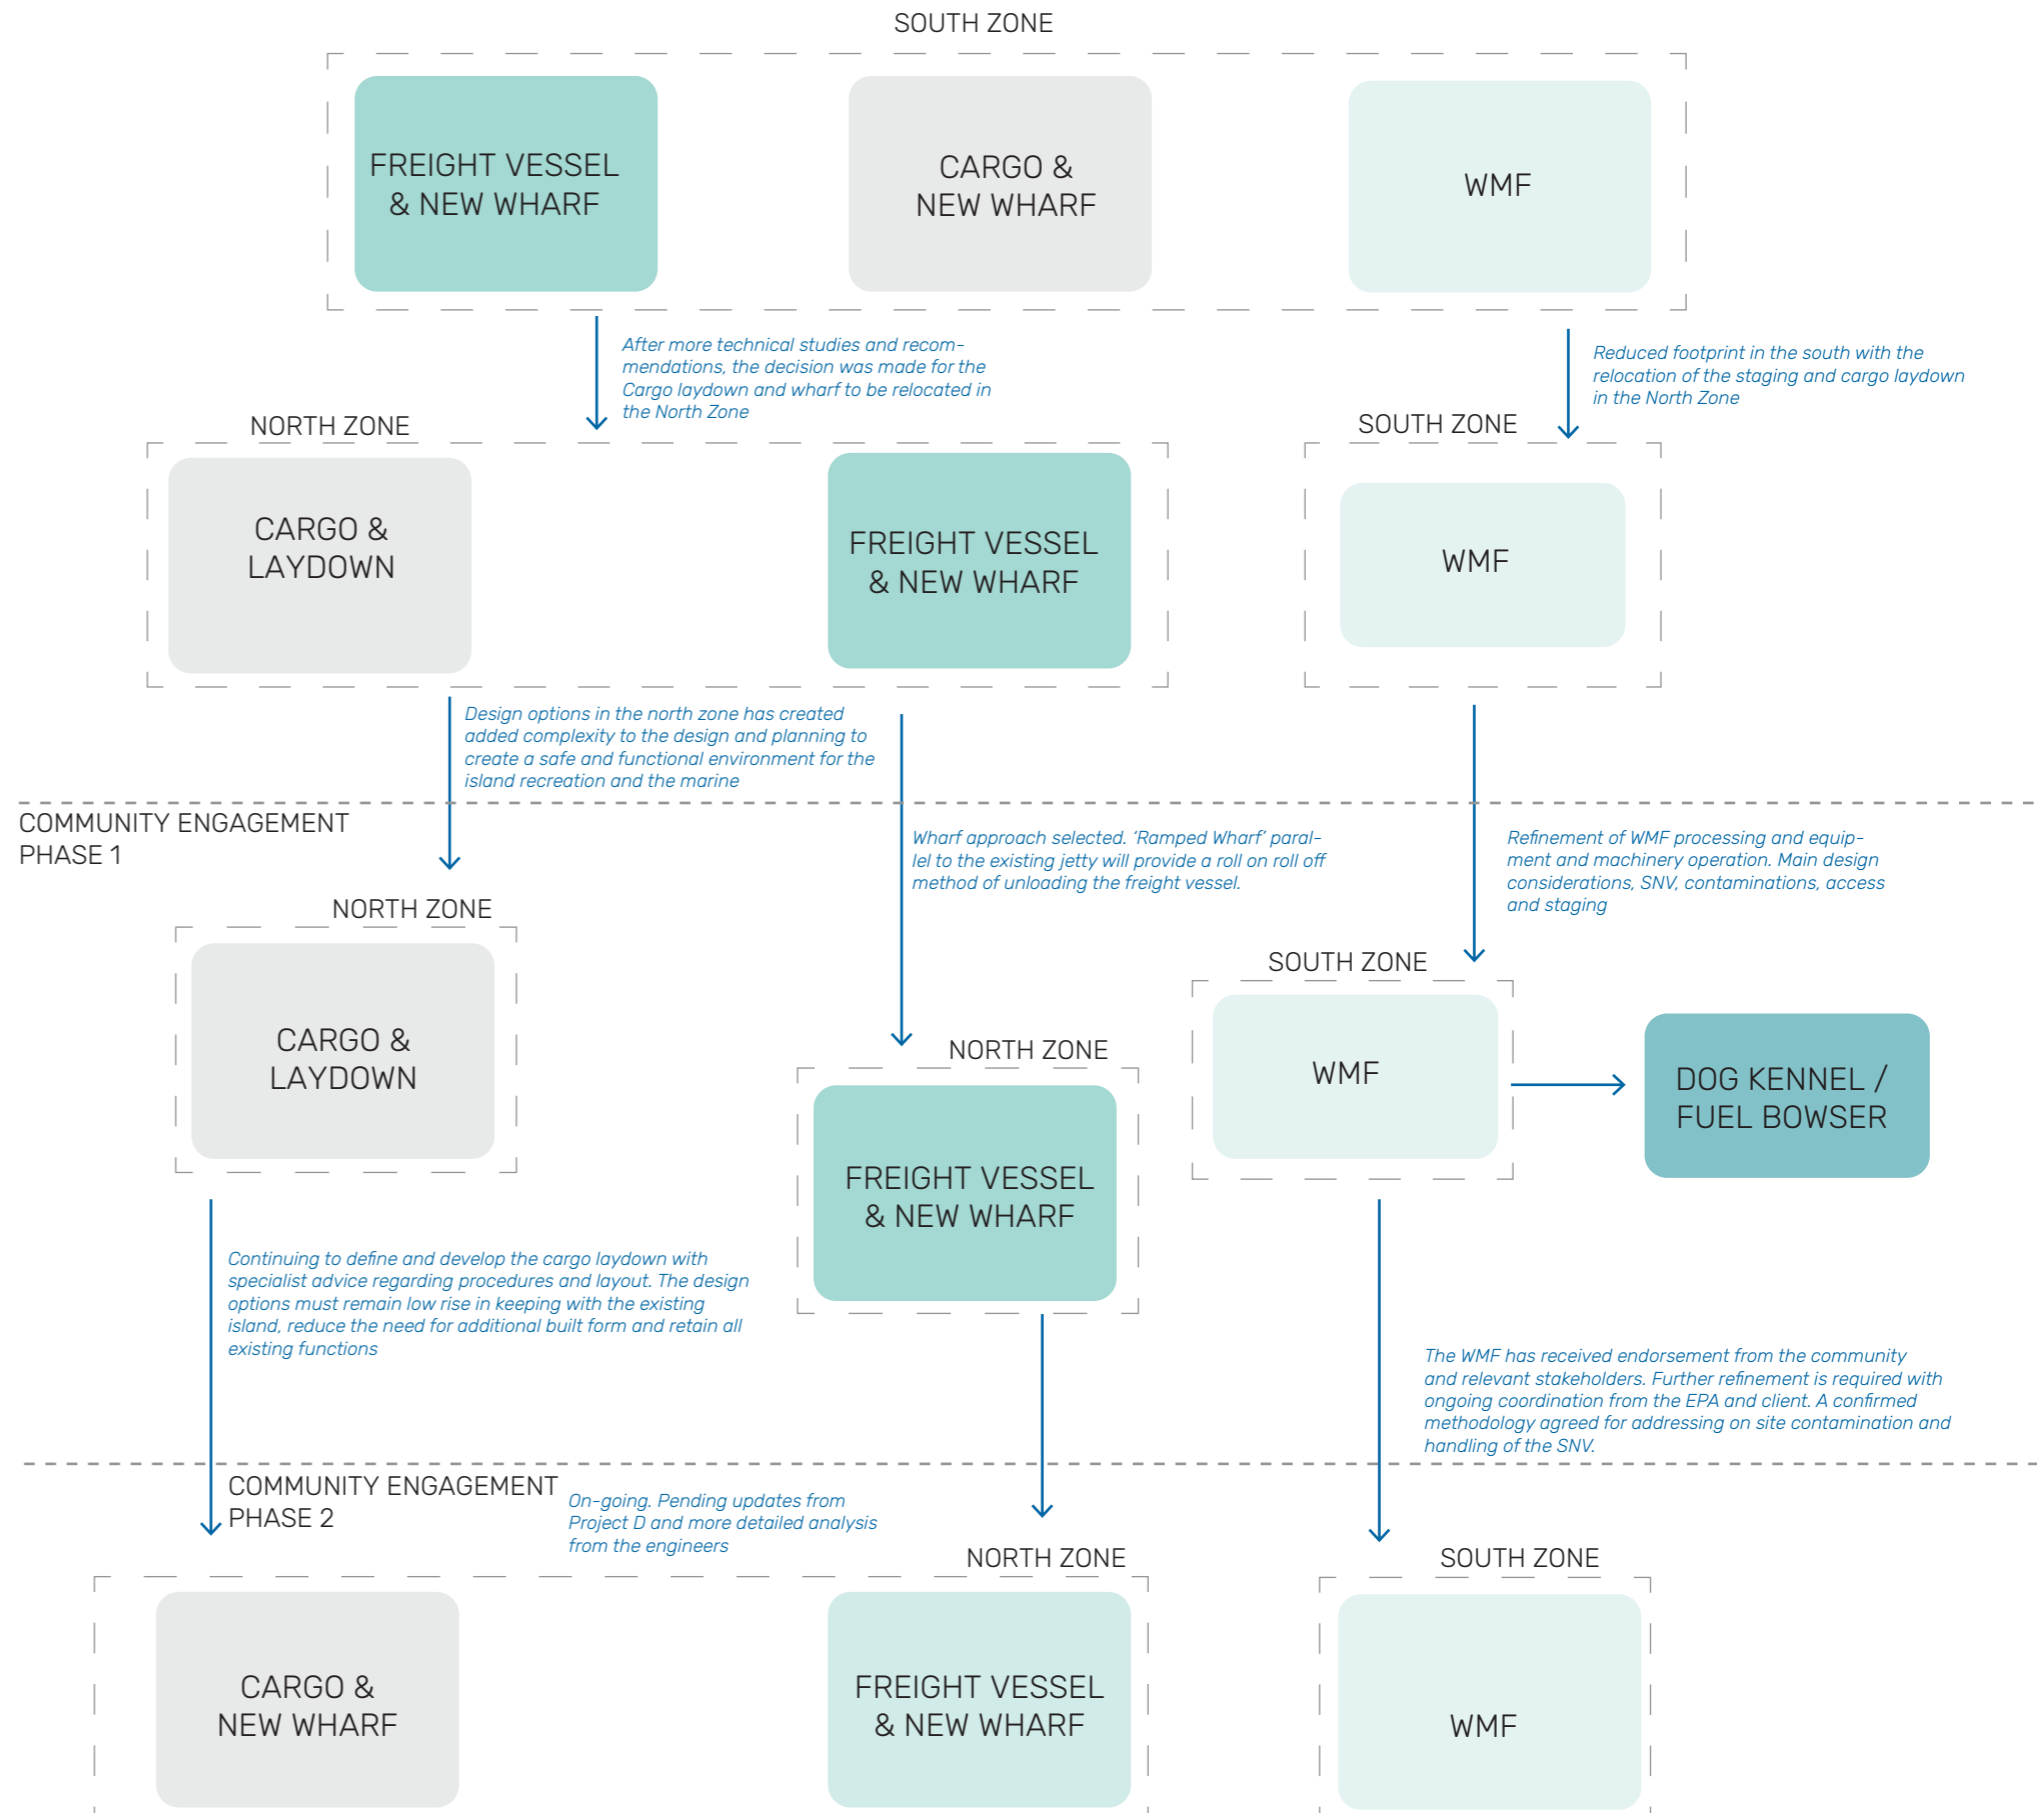 SOUTH ZONE
FREIGHT VESSEL
& NEW WHARF
CARGO &
NEW WHARF
WMF
After more technical studies and recom-
mendations, the decision was made for the
Cargo laydown and wharf to be relocated in
the North Zone
Reduced footprint in the south with the
relocation of the staging and cargo laydown
in the North Zone
NORTH ZONE
SOUTH ZONE
CARGO &
LAYDOWN
FREIGHT VESSEL
& NEW WHARF
WMF
Design options in the north zone has created
added complexity to the design and planning to
create a safe and functional environment for the
island recreation and the marine
COMMUNITY ENGAGEMENT
PHASE 1
Wharf approach selected. ‘Ramped Wharf’ paral-
lel to the existing jetty will provide a roll on roll off
method of unloading the freight vessel.
Refinement of WMF processing and equip-
ment and machinery operation. Main design
considerations, SNV, contaminations, access
and staging
NORTH ZONE
CARGO &
LAYDOWN
NORTH ZONE
FREIGHT VESSEL
& NEW WHARF
SOUTH ZONE
WMF
DOG KENNEL /
FUEL BOWSER
Continuing to define and develop the cargo laydown with
specialist advice regarding procedures and layout. The design
options must remain low rise in keeping with the existing
island, reduce the need for additional built form and retain all
existing functions
The WMF has received endorsement from the community
and relevant stakeholders. Further refinement is required with
ongoing coordination from the EPA and client. A confirmed
methodology agreed for addressing on site contamination and
handling of the SNV.
COMMUNITY ENGAGEMENT
PHASE 2
On-going. Pending updates from
Project D and more detailed analysis
from the engineers
NORTH ZONE
SOUTH ZONE
CARGO &
NEW WHARF
FREIGHT VESSEL
& NEW WHARF
WMF